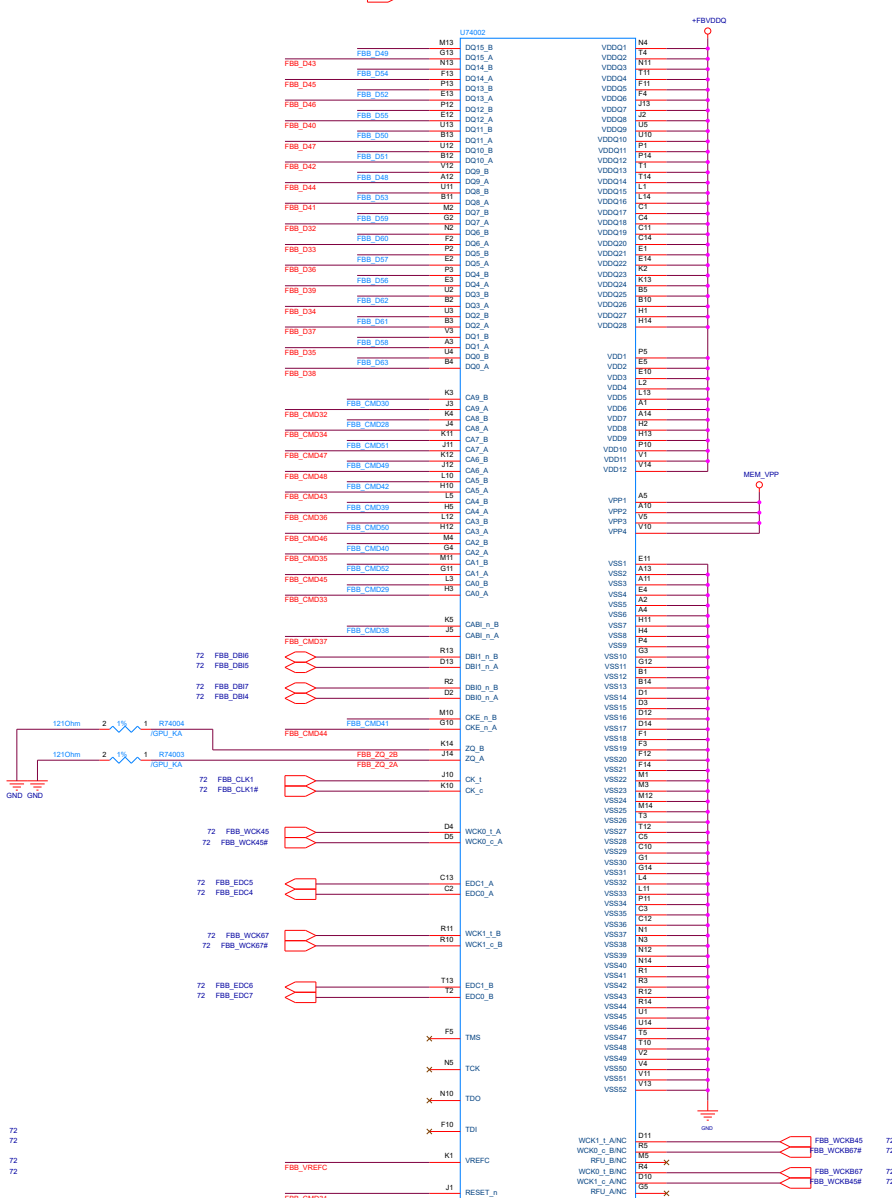 +FBVDDQ
U74002
M13 DQ15_B VDDQ1 N4
FBB_D49 G13 DQ15_A VDDQ2 T4
FBB_D43 N13 DQ14_B VDDQ3 N11
FBB_D54 F13 DQ14_A VDDQ4 T11
FBB_D45 P13 DQ13_B VDDQ5 F11
FBB_D52 E13 DQ13_A VDDQ6 F4
FBB_D46 P12 DQ12_B VDDQ7 J13
FBB_D55 E12 DQ12_A VDDQ8 J2
FBB_D40 U13 DQ11_B VDDQ9 U5
FBB_D50 B13 DQ11_A VDDQ10 U10
FBB_D47 U12 DQ10_B VDDQ11 P1
FBB_D51 B12 DQ10_A VDDQ12 P14
FBB_D42 V12 DQ9_B VDDQ13 T1
FBB_D48 A12 DQ9_A VDDQ14 T14
FBB_D44 U11 DQ8_B VDDQ15 L1
FBB_D53 B11 DQ8_A VDDQ16 L14
FBB_D41 M2 DQ7_B VDDQ17 C1
FBB_D59 G2 DQ7_A VDDQ18 C4
FBB_D32 N2 DQ6_B VDDQ19 C11
FBB_D60 F2 DQ6_A VDDQ20 C14
FBB_D33 P2 DQ5_B VDDQ21 E1
FBB_D57 E2 DQ5_A VDDQ22 E14
FBB_D36 P3 DQ4_B VDDQ23 K2
FBB_D56 E3 DQ4_A VDDQ24 K13
FBB_D39 U2 DQ3_B VDDQ25 B5
FBB_D62 B2 DQ3_A VDDQ26 B10
FBB_D34 U3 DQ2_B VDDQ27 H1
FBB_D61 B3 DQ2_A VDDQ28 H14
FBB_D37 V3 DQ1_B
FBB_D58 A3 DQ1_A
FBB_D35 U4 DQ0_B VDD1 P5
FBB_D63 B4 DQ0_A VDD2 E5
FBB_D38 VDD3 E10
VDD4 L2
K3 CA9_B VDD5 L13
FBB_CMD30 J3 CA9_A VDD6 A1
FBB_CMD32 K4 CA8_B VDD7 A14
FBB_CMD28 J4 CA8_A VDD8 H2
FBB_CMD34 K11 CA7_B VDD9 H13
FBB_CMD51 J11 CA7_A VDD10 P10
FBB_CMD47 K12 CA6_B VDD11 V1
FBB_CMD49 J12 CA6_A VDD12 V14
FBB_CMD48 L10 CA5_B MEM_VPP
FBB_CMD42 H10 CA5_A
FBB_CMD43 L5 CA4_B VPP1 A5
FBB_CMD39 H5 CA4_A VPP2 A10
FBB_CMD36 L12 CA3_B VPP3 V5
FBB_CMD50 H12 CA3_A VPP4 V10
FBB_CMD46 M4 CA2_B
FBB_CMD40 G4 CA2_A
FBB_CMD35 M11 CA1_B VSS1 E11
FBB_CMD52 G11 CA1_A VSS2 A13
FBB_CMD45 L3 CA0_B VSS3 A11
FBB_CMD29 H3 CA0_A VSS4 E4
FBB_CMD33 VSS5 A2
VSS6 A4
K5 CABI_n_B VSS7 H11
FBB_CMD38 J5 CABI_n_A VSS8 H4
FBB_CMD37 VSS9 P4
72 FBB_DBI6 R13 DBI1_n_B VSS10 G3
72 FBB_DBI5 D13 DBI1_n_A VSS11 G12
VSS12 B1
72 FBB_DBI7 R2 DBI0_n_B VSS13 B14
72 FBB_DBI4 D2 DBI0_n_A VSS14 D1
VSS15 D3
M10 CKE_n_B VSS16 D12
121Ohm 2 1% 1 R74004 FBB_CMD41 G10 CKE_n_A VSS17 D14
/GPU_KA FBB_CMD44 VSS18 F1
K14 ZQ_B VSS19 F3
121Ohm 2 1% 1 R74003 FBB_ZQ_2B J14 ZQ_A VSS20 F12
/GPU_KA FBB_ZQ_2A VSS21 F14
72 FBB_CLK1 J10 CK_t VSS22 M1
72 FBB_CLK1# K10 CK_c VSS23 M3
GND GND VSS24 M12
VSS25 M14
VSS26 T3
72 FBB_WCK45 D4 WCK0_t_A VSS27 T12
72 FBB_WCK45# D5 WCK0_c_A VSS28 C5
VSS29 C10
VSS30 G1
VSS31 G14
72 FBB_EDC5 C13 EDC1_A VSS32 L4
72 FBB_EDC4 C2 EDC0_A VSS33 L11
VSS34 P11
VSS35 C3
VSS36 C12
72 FBB_WCK67 R11 WCK1_t_B VSS37 N1
72 FBB_WCK67# R10 WCK1_c_B VSS38 N3
VSS39 N12
VSS40 N14
VSS41 R1
72 FBB_EDC6 T13 EDC1_B VSS42 R3
72 FBB_EDC7 T2 EDC0_B VSS43 R12
VSS44 R14
VSS45 U1
VSS46 U14
F5 TMS VSS47 T5
VSS48 T10
VSS49 V2
N5 TCK VSS50 V4
VSS51 V11
VSS52 V13
N10 TDO
GND
72 F10 TDI
72 WCK1_t_A/NC D11 FBB_WCKB45 72
WCK0_c_B/NC R5 FBB_WCKB67# 72
72 K1 VREFC RFU_B/NC M5
72 FBB_VREFC WCK0_t_B/NC R4 FBB_WCKB67 72
WCK1_c_A/NC D10 FBB_WCKB45# 72
J1 RESET_n RFU_A/NC G5